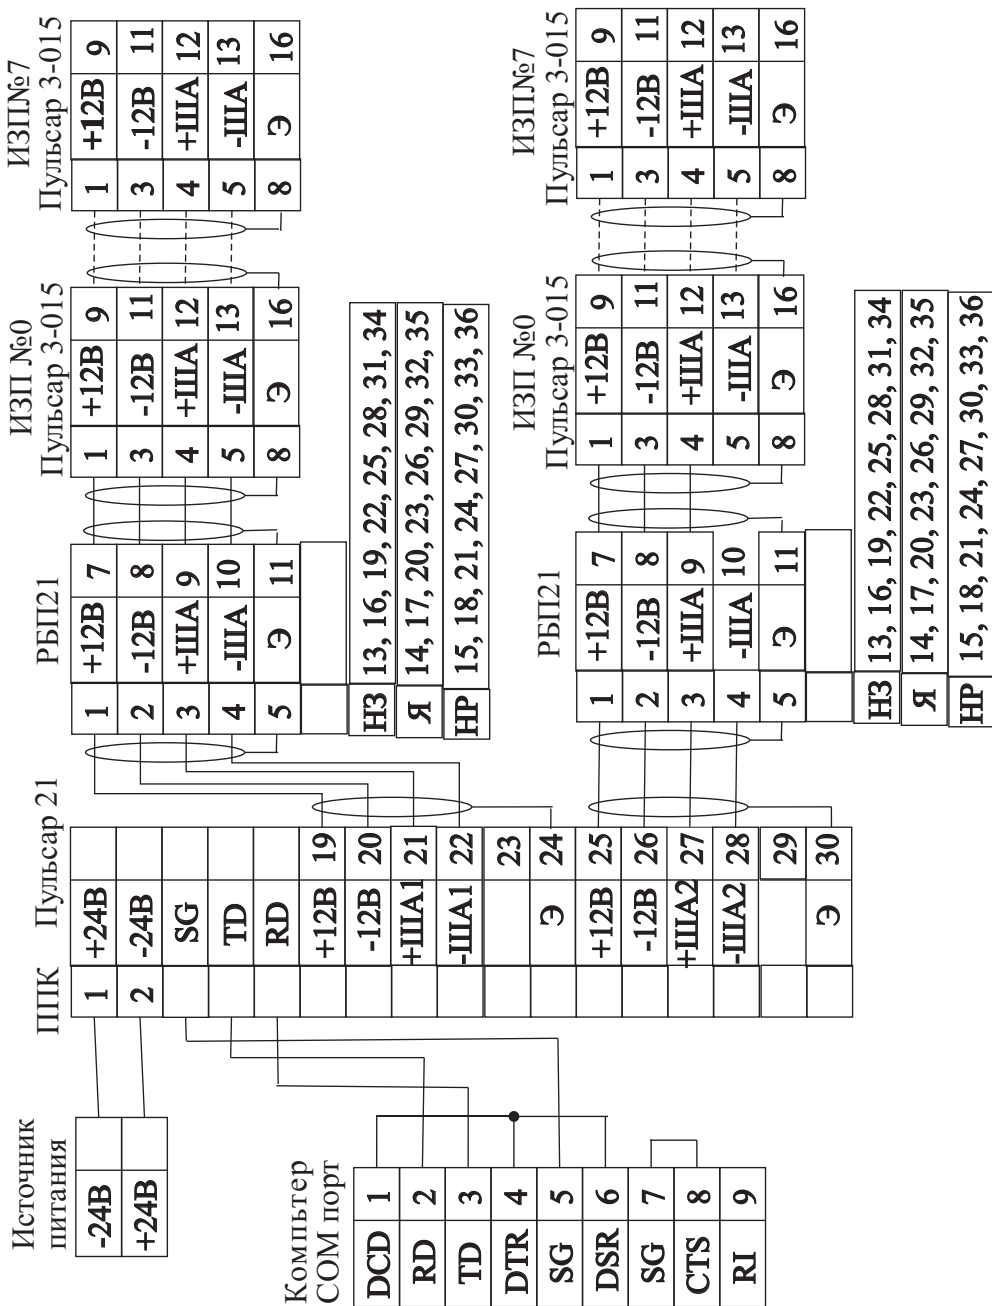 Источник
питания
-24В
+24В
Компьтер
COM порт
DCD 1
RD 2
TD 3
DTR 4
SG 5
DSR 6
SG 7
CTS 8
RI 9
ППК Пульсар 21
1 +24В
2 -24В
SG
TD
RD
+12В 19
-12В 20
+ША1 21
-ША1 22
23
Э 24
+12В 25
-12В 26
+ША2 27
-ША2 28
29
Э 30
РБП21
1 +12В 7
2 -12В 8
3 +ША 9
4 -ША 10
5 Э 11
НЗ 13, 16, 19, 22, 25, 28, 31, 34
Я 14, 17, 20, 23, 26, 29, 32, 35
НР 15, 18, 21, 24, 27, 30, 33, 36
ИЗП №0
Пульсар 3-015
1 +12В 9
3 -12В 11
4 +ША 12
5 -ША 13
8 Э 16
ИЗП№7
Пульсар 3-015
1 +12В 9
3 -12В 11
4 +ША 12
5 -ША 13
8 Э 16
РБП21
1 +12В 7
2 -12В 8
3 +ША 9
4 -ША 10
5 Э 11
НЗ 13, 16, 19, 22, 25, 28, 31, 34
Я 14, 17, 20, 23, 26, 29, 32, 35
НР 15, 18, 21, 24, 27, 30, 33, 36
ИЗП №0
Пульсар 3-015
1 +12В 9
3 -12В 11
4 +ША 12
5 -ША 13
8 Э 16
ИЗП№7
Пульсар 3-015
1 +12В 9
3 -12В 11
4 +ША 12
5 -ША 13
8 Э 16